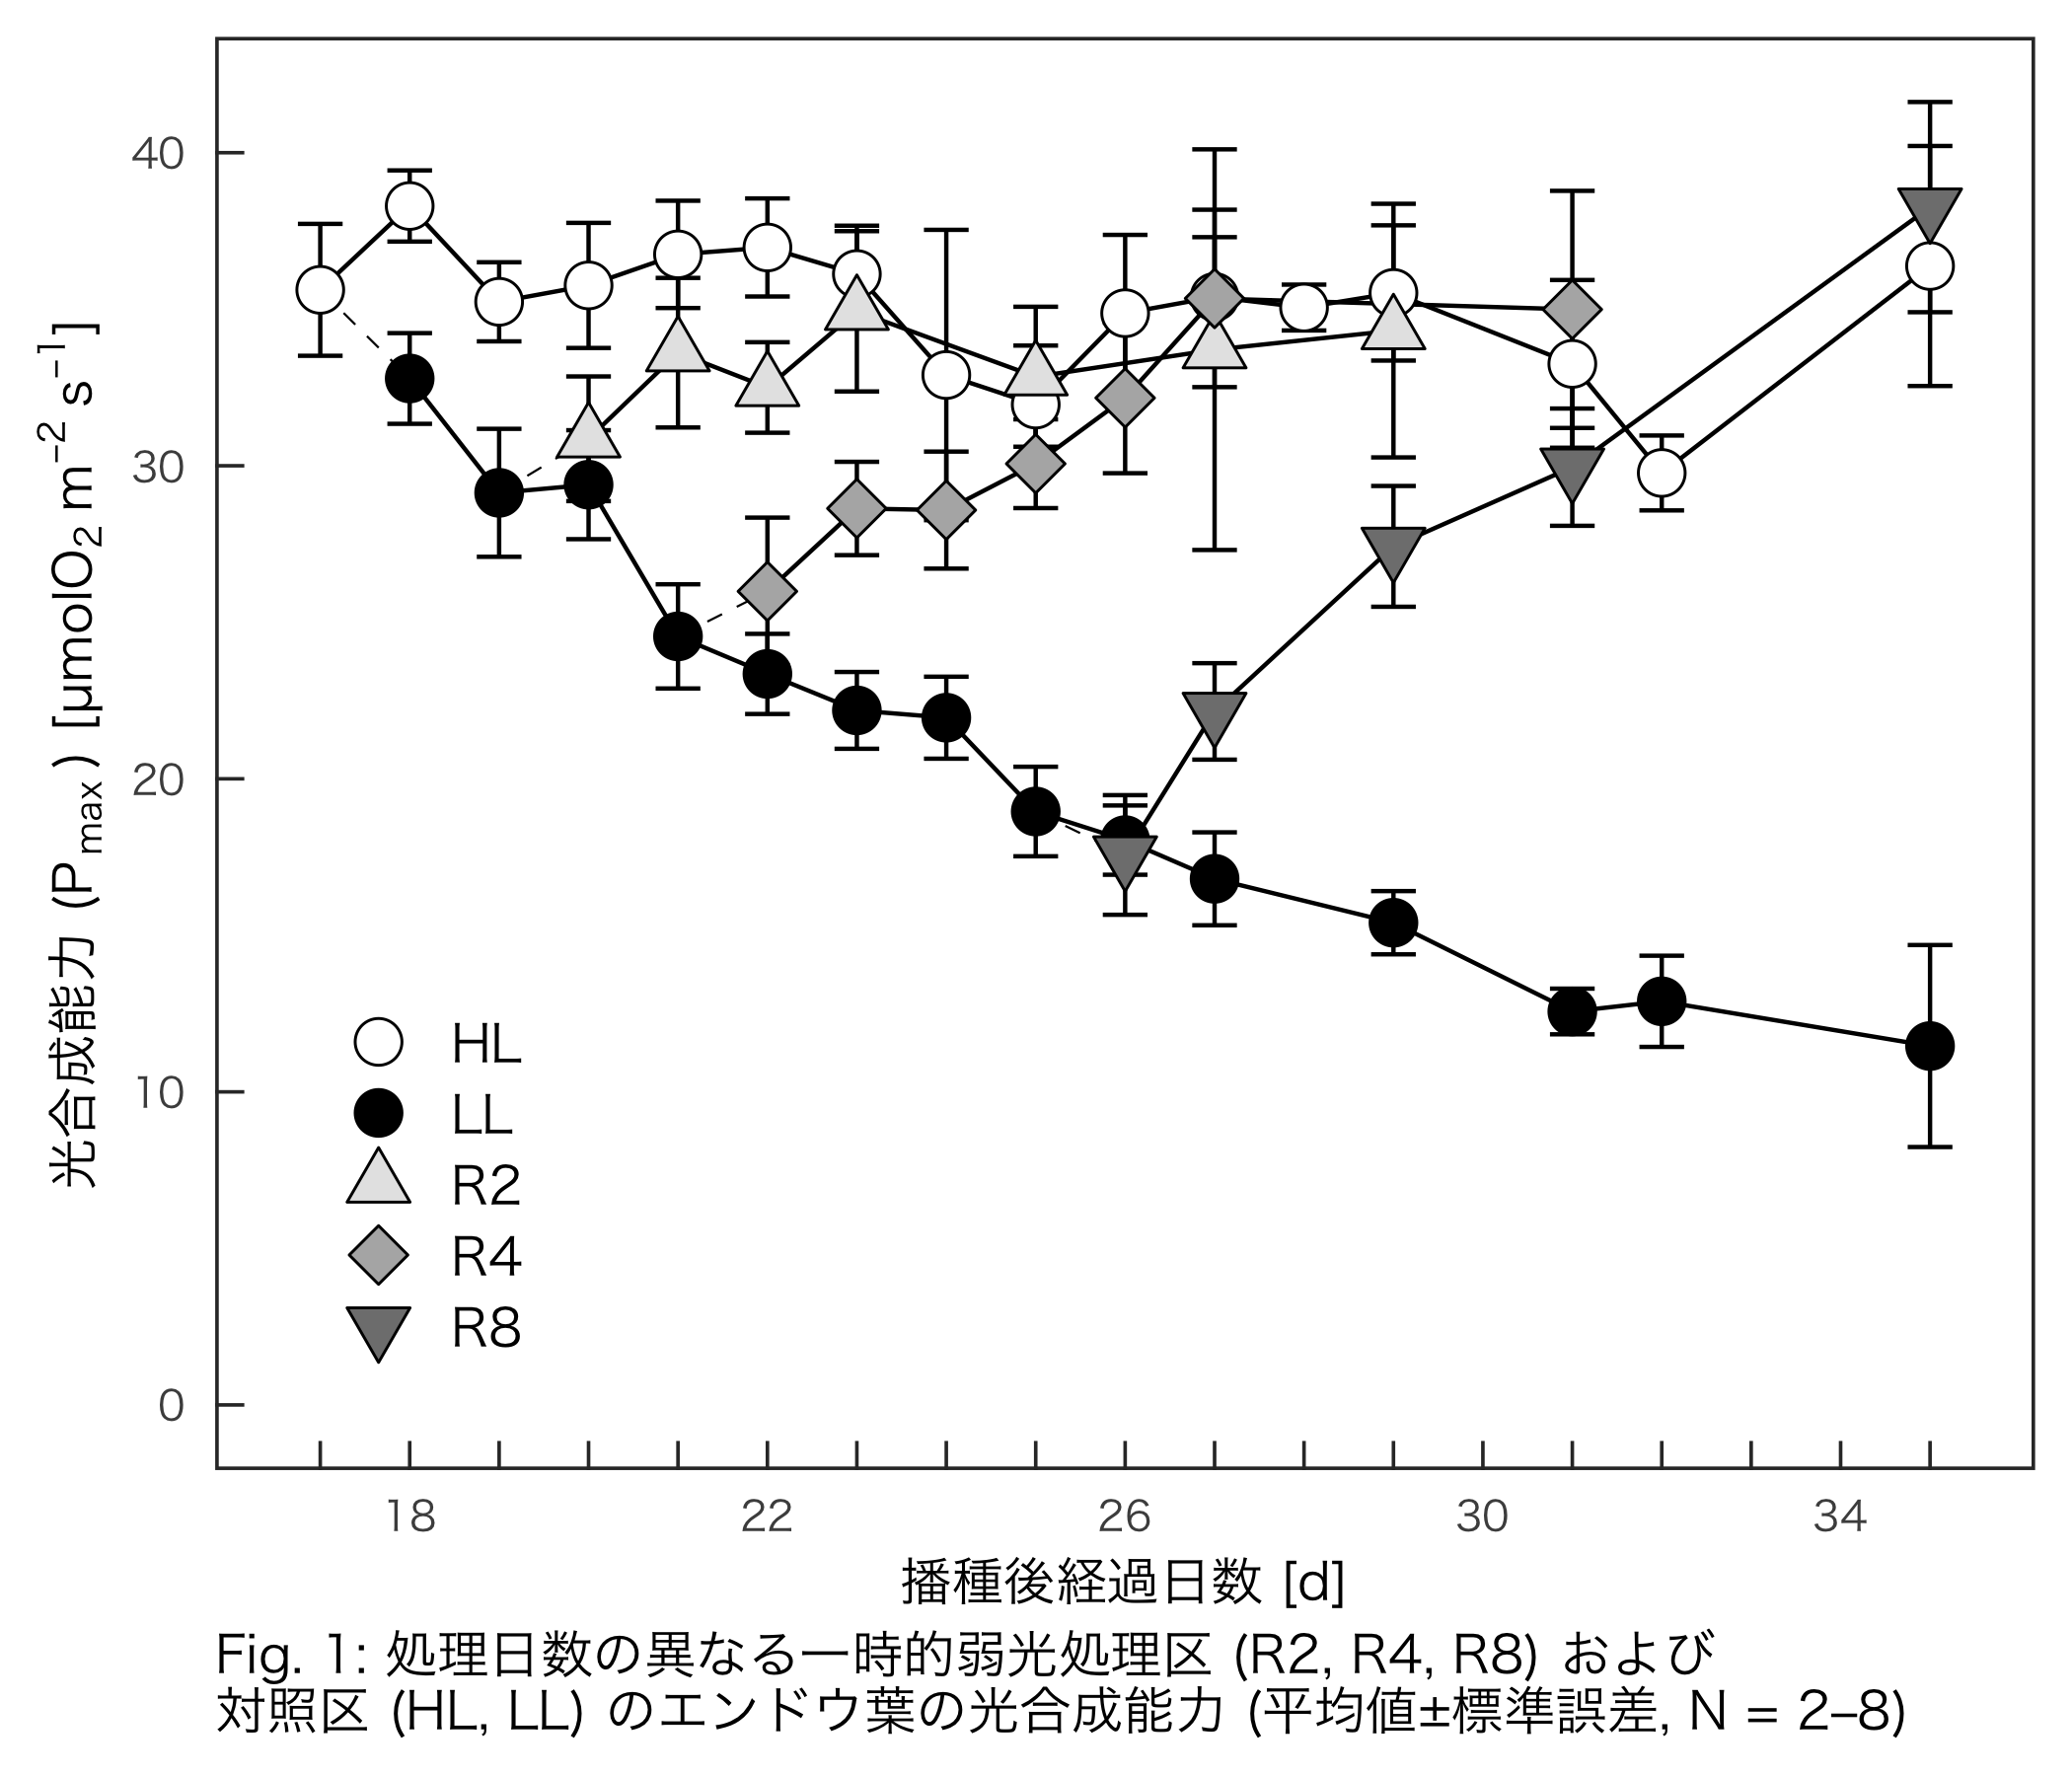 光合成能力 (Pmax) [µmolO2 m−2 s−1]
40
30
20
10
0
HL
LL
R2
R4
R8
18 22 26 30 34
播種後経過日数 [d]
Fig. 1: 処理日数の異なる一時的弱光処理区 (R2, R4, R8) および
対照区 (HL, LL) のエンドウ葉の光合成能力 (平均値±標準誤差, N = 2–8)